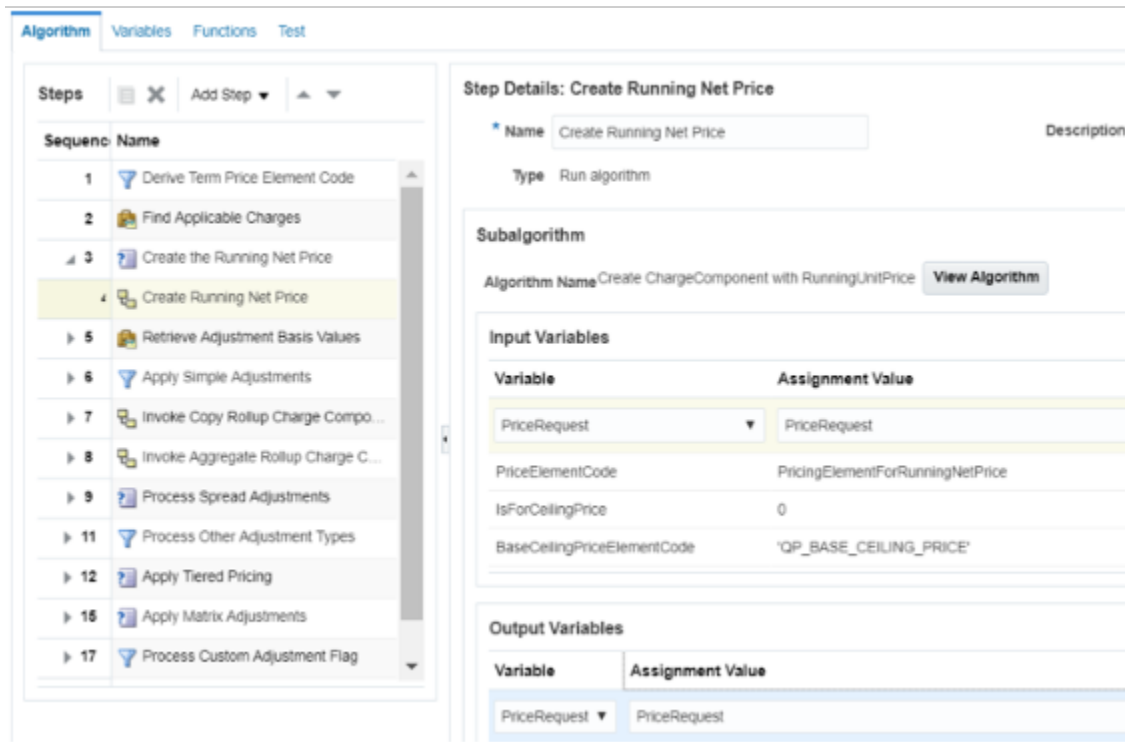 Algorithm Variables Functions Test
Steps Add Step
Sequenc Name
1 Derive Term Price Element Code
2 Find Applicable Charges
3 Create the Running Net Price
Create Running Net Price
5 Retrieve Adjustment Basis Values
6 Apply Simple Adjustments
7 Invoke Copy Rollup Charge Compo...
8 Invoke Aggregate Rollup Charge C...
9 Process Spread Adjustments
11 Process Other Adjustment Types
12 Apply Tiered Pricing
15 Apply Matrix Adjustments
17 Process Custom Adjustment Flag
Step Details: Create Running Net Price
* Name Create Running Net Price Description
Type Run algorithm
Subalgorithm
Algorithm Name Create ChargeComponent with RunningUnitPrice View Algorithm
Input Variables
Variable Assignment Value
PriceRequest PriceRequest
PriceElementCode PricingElementForRunningNetPrice
IsForCeilingPrice 0
BaseCeilingPriceElementCode 'QP_BASE_CEILING_PRICE'
Output Variables
Variable Assignment Value
PriceRequest PriceRequest